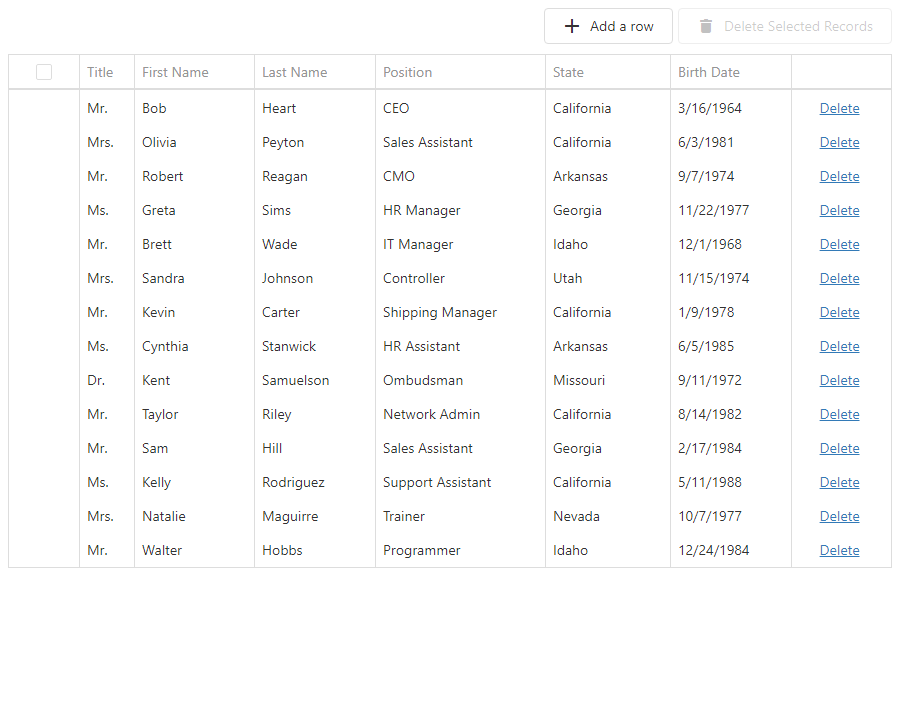 Add a row Delete Selected Records
Title First Name Last Name Position State Birth Date
Mr. Bob Heart CEO California 3/16/1964 Delete
Mrs. Olivia Peyton Sales Assistant California 6/3/1981 Delete
Mr. Robert Reagan CMO Arkansas 9/7/1974 Delete
Ms. Greta Sims HR Manager Georgia 11/22/1977 Delete
Mr. Brett Wade IT Manager Idaho 12/1/1968 Delete
Mrs. Sandra Johnson Controller Utah 11/15/1974 Delete
Mr. Kevin Carter Shipping Manager California 1/9/1978 Delete
Ms. Cynthia Stanwick HR Assistant Arkansas 6/5/1985 Delete
Dr. Kent Samuelson Ombudsman Missouri 9/11/1972 Delete
Mr. Taylor Riley Network Admin California 8/14/1982 Delete
Mr. Sam Hill Sales Assistant Georgia 2/17/1984 Delete
Ms. Kelly Rodriguez Support Assistant California 5/11/1988 Delete
Mrs. Natalie Maguirre Trainer Nevada 10/7/1977 Delete
Mr. Walter Hobbs Programmer Idaho 12/24/1984 Delete